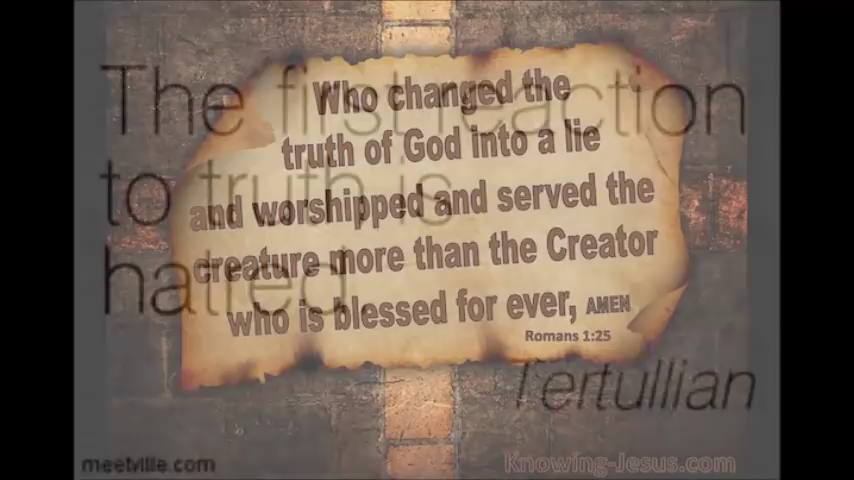 Who changed the
truth of God into a lie
and worshipped and served the
creature more than the Creator
who is blessed for ever, AMEN
Romans 1:25
The first reaction
to truth is
hatred
Tertullian
meetville.com
Knowing-Jesus.com